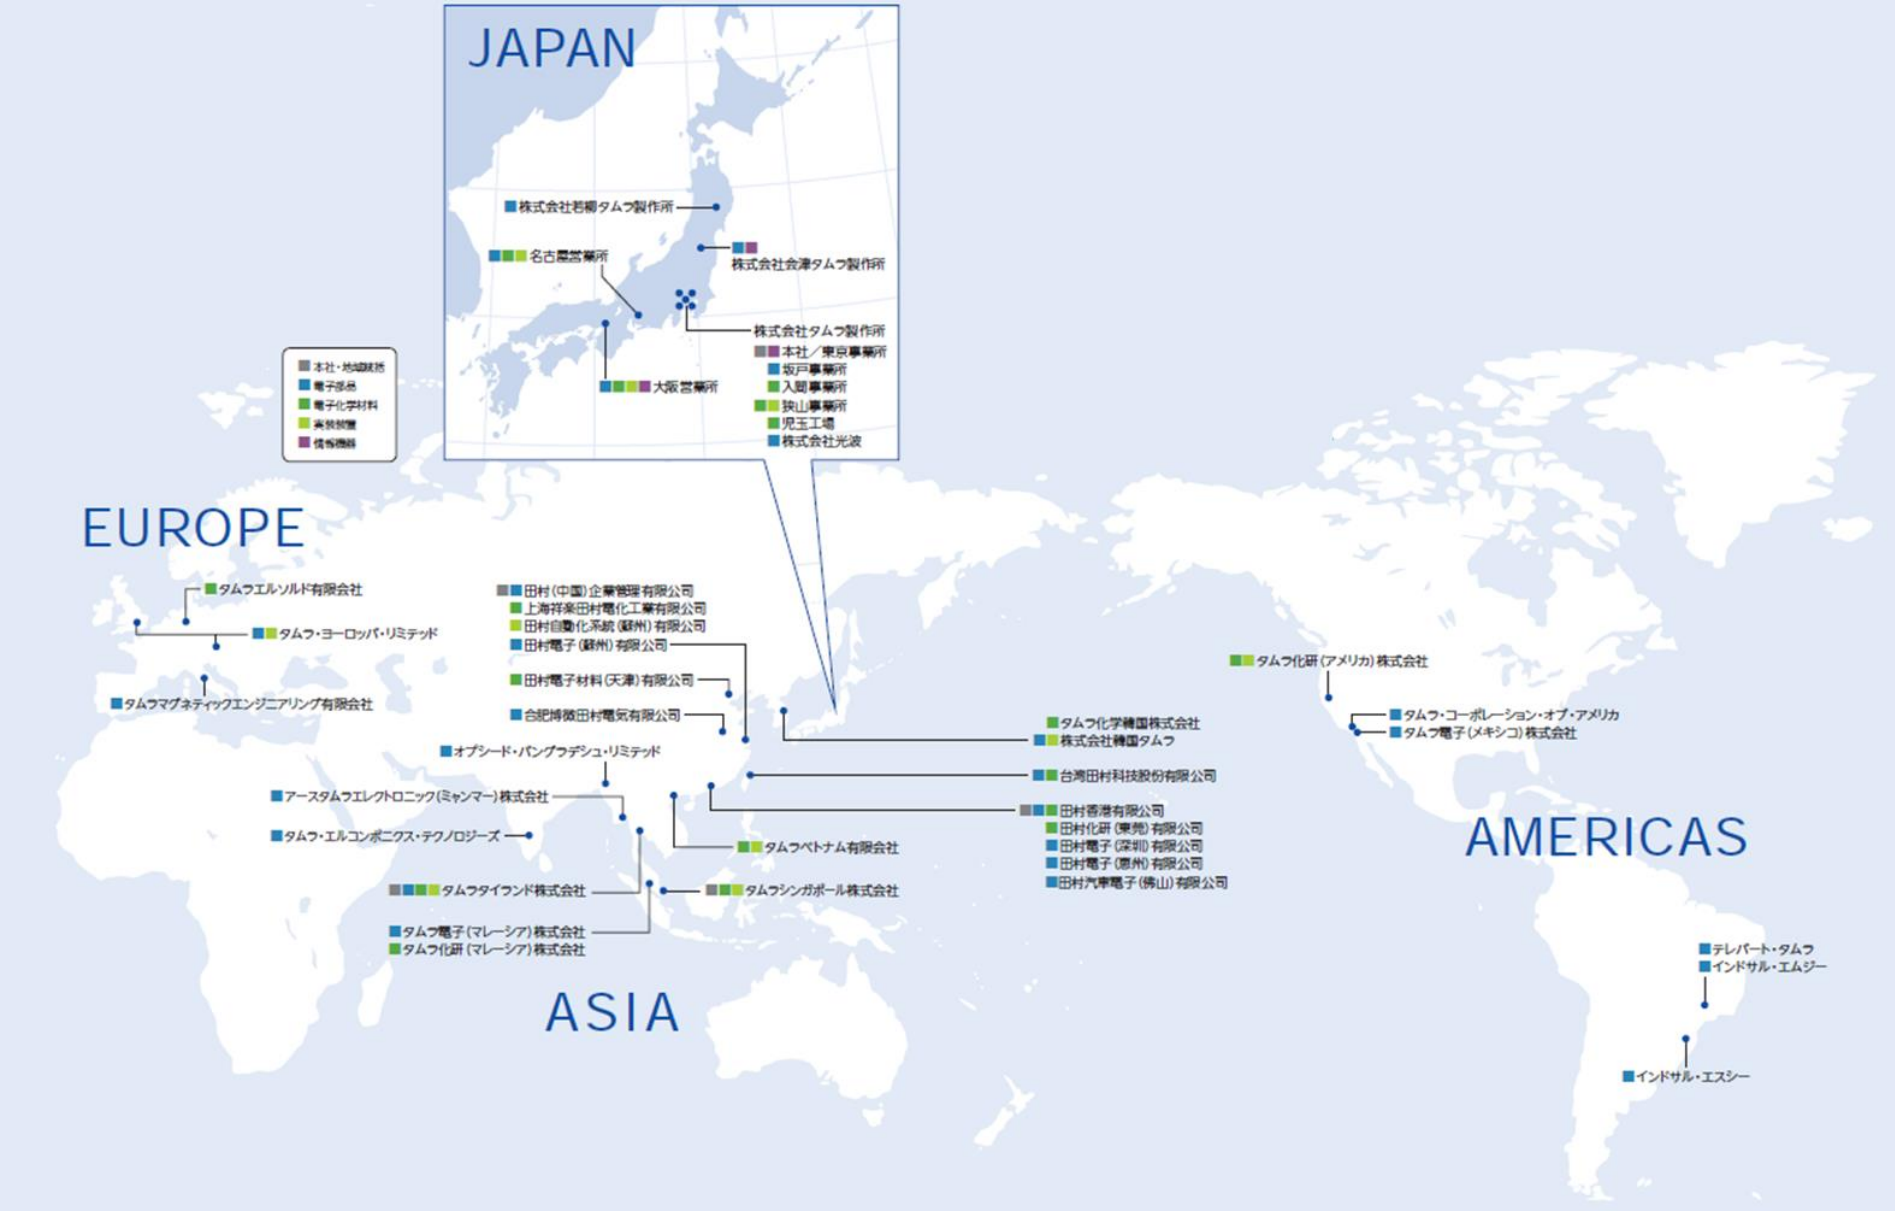 JAPAN
株式会社若柳タムラ製作所
名古屋営業所
株式会社会津タムラ製作所
株式会社タムラ製作所
本社／東京事業所
坂戸事業所
入間事業所
狭山事業所
児玉工場
株式会社光波
大阪営業所
本社・地域統括
電子部品
電子化学材料
実装装置
情報機器
EUROPE
タムラエルソルド有限会社
タムラ・ヨーロッパ・リミテッド
タムラマグネティックエンジニアリング有限会社
田村(中国)企業管理有限公司
上海祥楽田村電化工業有限公司
田村自動化系統(蘇州)有限公司
田村電子(蘇州)有限公司
田村電子材料(天津)有限公司
合肥博微田村電気有限公司
オプシード・バングラデシュ・リミテッド
アースタムラエレクトロニック(ミャンマー)株式会社
タムラ・エルコンポニクス・テクノロジーズ
タムラベトナム有限会社
タムラタイランド株式会社
タムラシンガポール株式会社
タムラ電子(マレーシア)株式会社
タムラ化研(マレーシア)株式会社
ASIA
タムラ化学韓国株式会社
株式会社韓国タムラ
台湾田村科技股份有限公司
田村香港有限公司
田村化研(東莞)有限公司
田村電子(深圳)有限公司
田村電子(恵州)有限公司
田村汽車電子(佛山)有限公司
タムラ化研(アメリカ)株式会社
タムラ・コーポレーション・オブ・アメリカ
タムラ電子(メキシコ)株式会社
AMERICAS
テレパート・タムラ
インドサル・エムジー
インドサル・エスシー